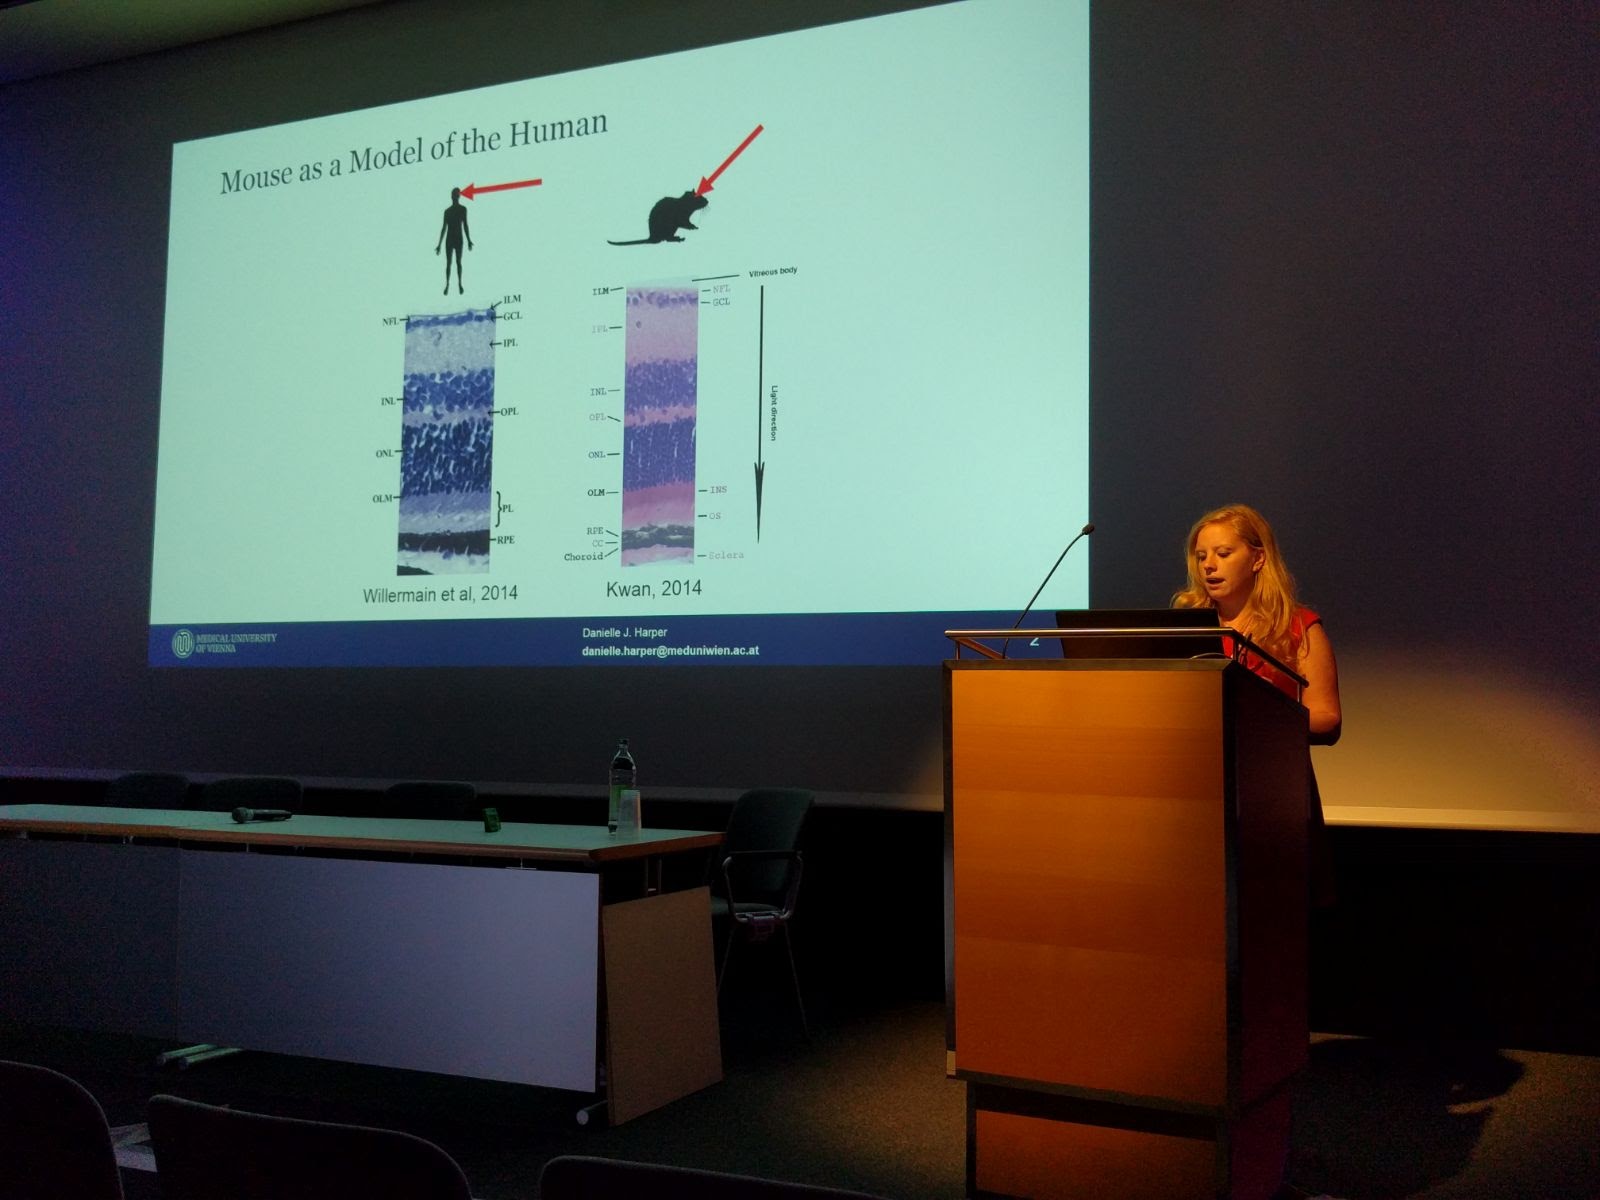 Mouse as a Model of the Human
ILM
NFL
GCL
IPL
INL
OPL
ONL
OLM
PL
RPE
Willermain et al, 2014
Vitreous body
ILM
NFL
GCL
IPL
INL
OPL
ONL
OLM
INS
OS
RPE
CC
Choroid
Sclera
Light direction
Kwan, 2014
MEDICAL UNIVERSITY
OF VIENNA
Danielle J. Harper
danielle.harper@meduniwien.ac.at
2